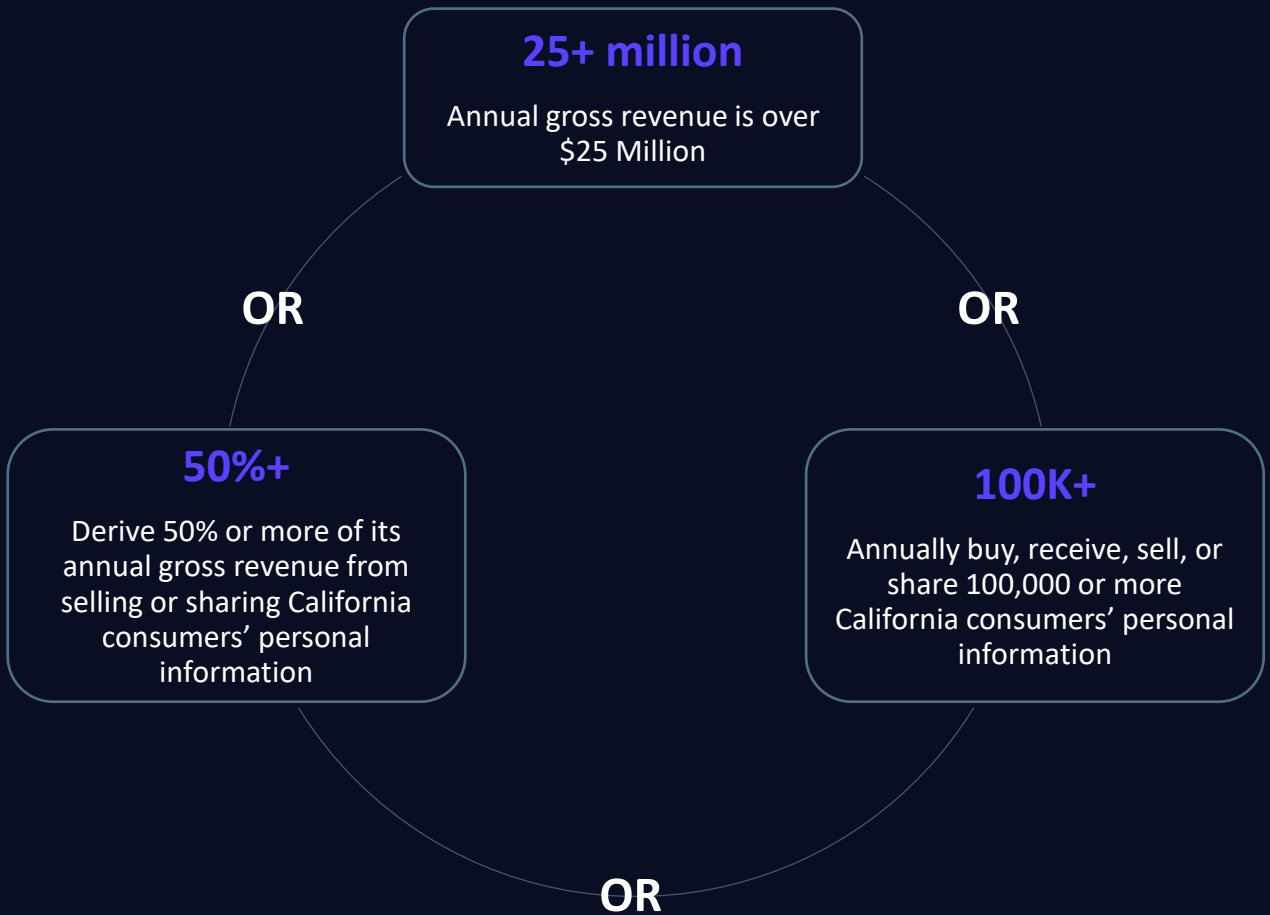 25+ million
Annual gross revenue is over
$25 Million
OR
OR
50%+
Derive 50% or more of its
annual gross revenue from
selling or sharing California
consumers’ personal
information
100K+
Annually buy, receive, sell, or
share 100,000 or more
California consumers’ personal
information
OR